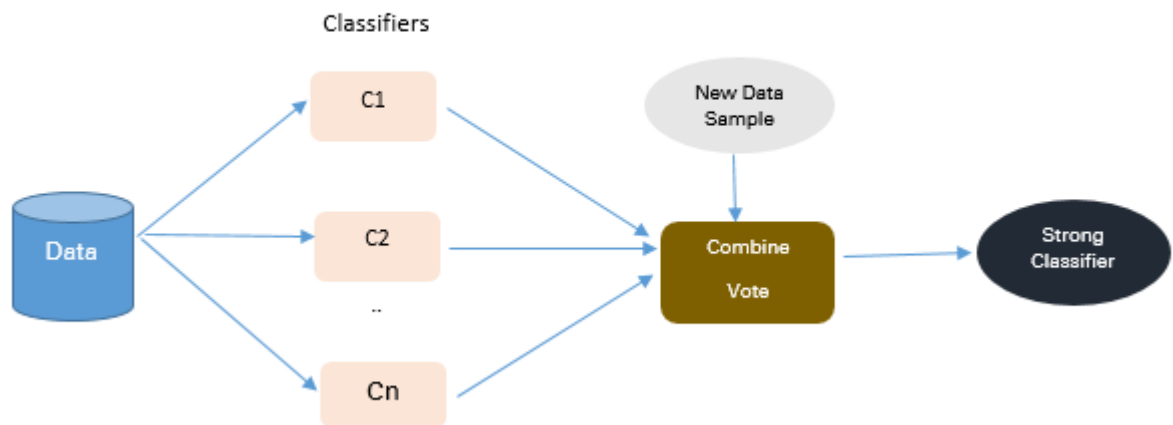 Classifiers
C1
New Data
Sample
Data
C2
..
Combine
Vote
Strong
Classifier
Cn